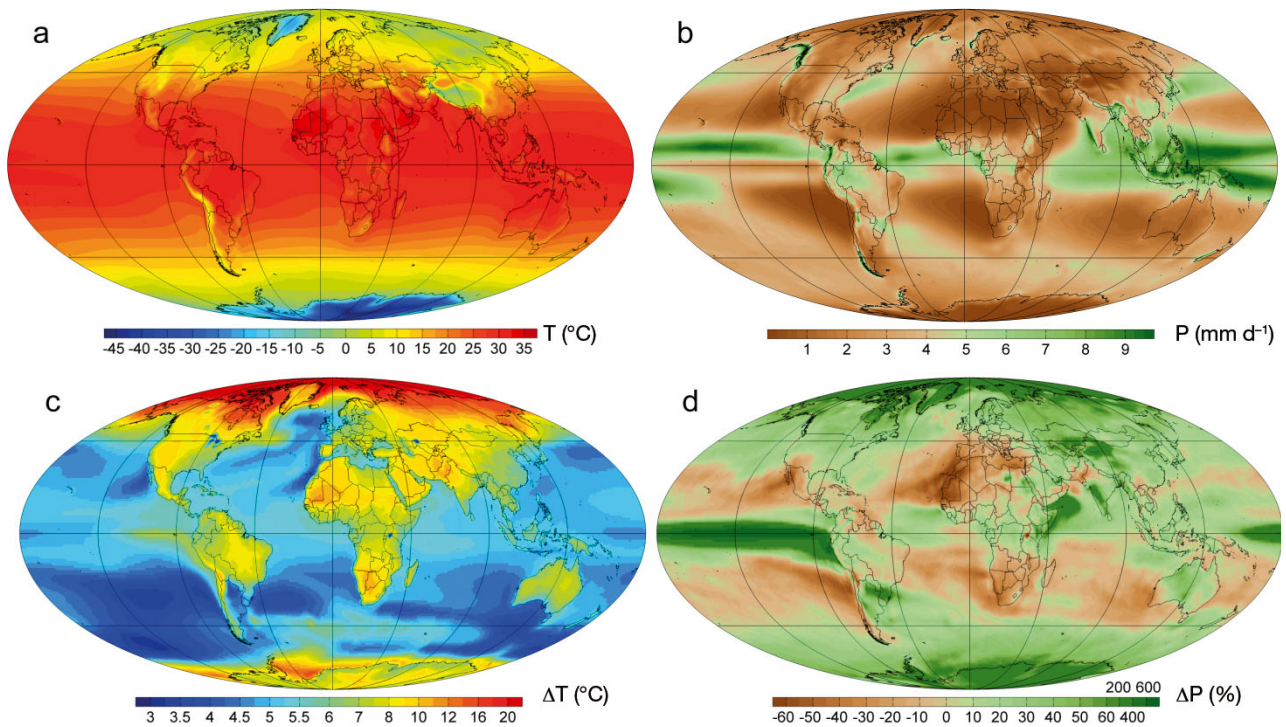 a
b
T (°C)
-45 -40 -35 -30 -25 -20 -15 -10 -5 0 5 10 15 20 25 30 35
P (mm d⁻¹)
1 2 3 4 5 6 7 8 9
c
d
ΔT (°C)
3 3.5 4 4.5 5 5.5 6 7 8 9 10 12 16 20
200 600
ΔP (%)
-60 -50 -40 -30 -20 -10 0 10 20 30 40 60 400